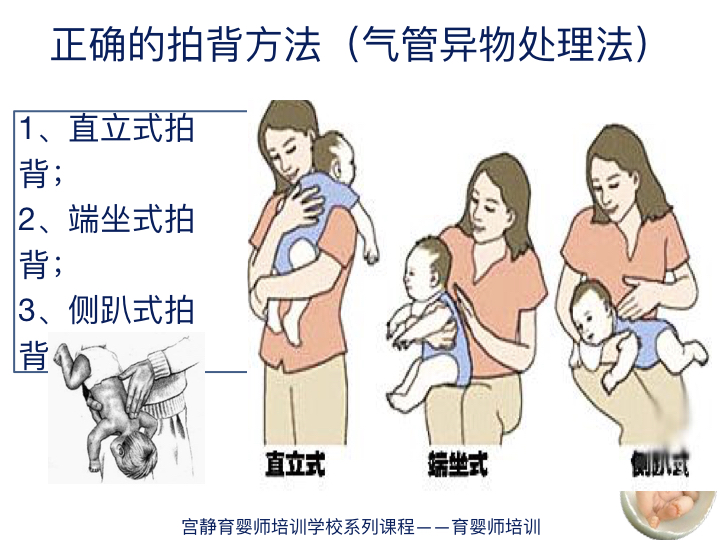 正确的拍背方法（气管异物处理法）
1、直立式拍
背；
2、端坐式拍
背；
3、侧趴式拍
背
直立式
端坐式
侧趴式
宫静育婴师培训学校系列课程——育婴师培训